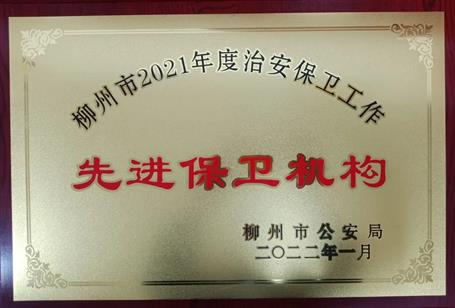 柳州市2021年度治安保卫工作
先进保卫机构
柳州市公安局
二〇二二年一月